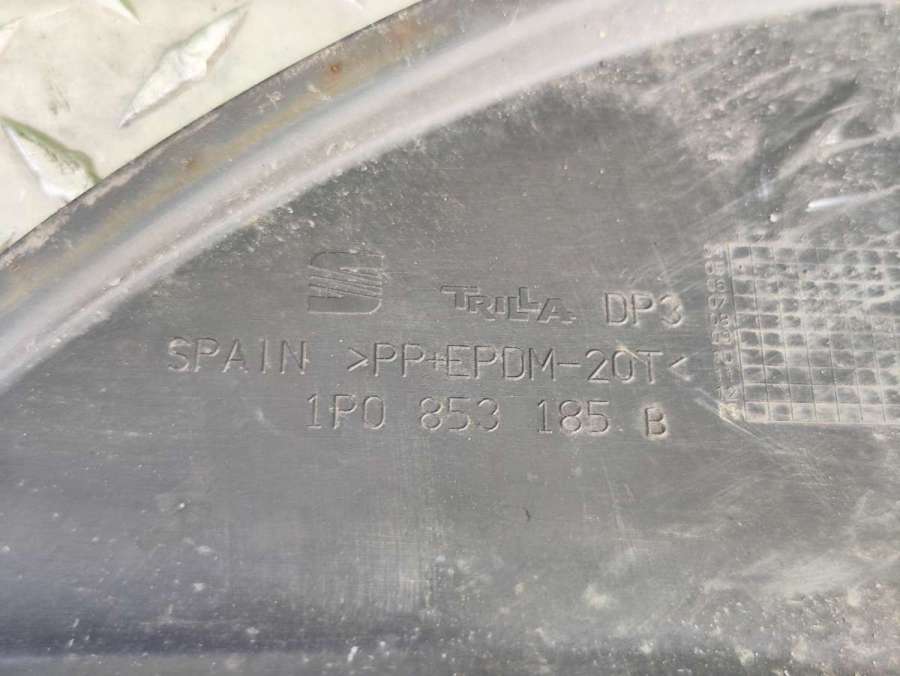 TRILLA DP3
SPAIN >PP+EPDM-20T<
1P0 853 185 B